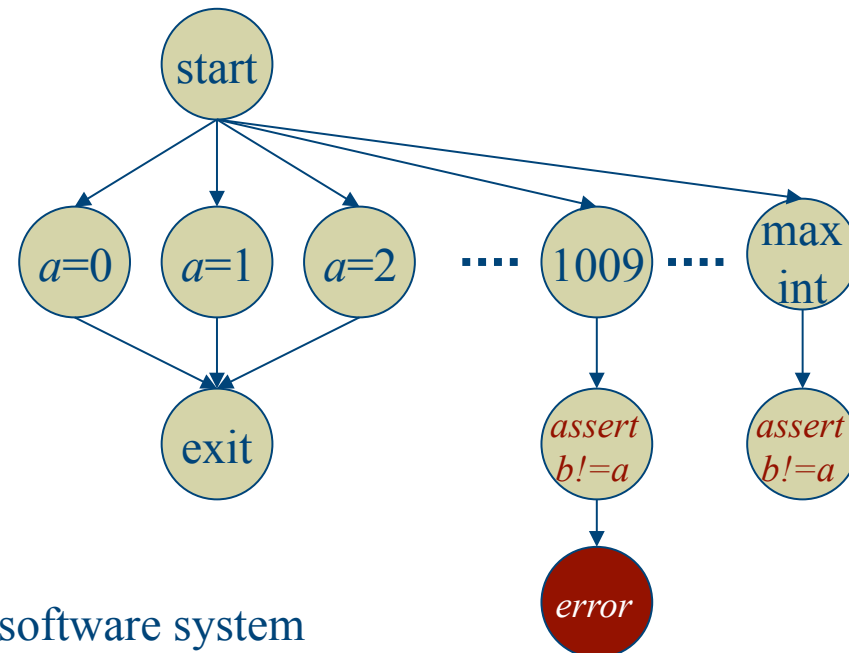 start
a=0
a=1
a=2
....
1009
....
max
int
exit
assert
b!=a
assert
b!=a
error
software system